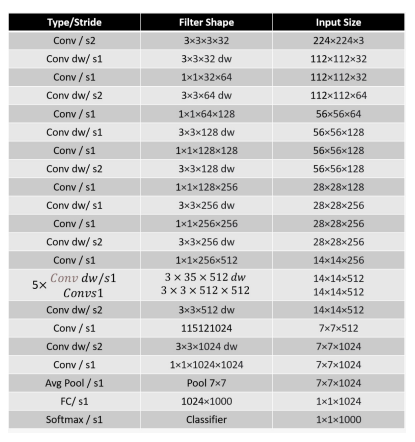 Type/Stride Filter Shape Input Size
Conv / s2 3×3×3×32 224×224×3
Conv dw/ s1 3×3×32 dw 112×112×32
Conv / s1 1×1×32×64 112×112×32
Conv dw/ s2 3×3×64 dw 112×112×64
Conv / s1 1×1×64×128 56×56×64
Conv dw/ s1 3×3×128 dw 56×56×128
Conv / s1 1×1×128×128 56×56×128
Conv dw/ s2 3×3×128 dw 56×56×128
Conv / s1 1×1×128×256 28×28×128
Conv dw/ s1 3×3×256 dw 28×28×256
Conv / s1 1×1×256×256 28×28×256
Conv dw/ s2 3×3×256 dw 28×28×256
Conv / s1 1×1×256×512 14×14×256
5× Conv dw/s1 3 × 35 × 512 dw 14×14×512
Convs1 3 × 3 × 512 × 512 14×14×512
Conv dw/ s2 3×3×512 dw 14×14×512
Conv / s1 115121024 7×7×512
Conv dw/ s2 3×3×1024 dw 7×7×1024
Conv / s1 1×1×1024×1024 7×7×1024
Avg Pool / s1 Pool 7×7 7×7×1024
FC/ s1 1024×1000 1×1×1024
Softmax / s1 Classifier 1×1×1000